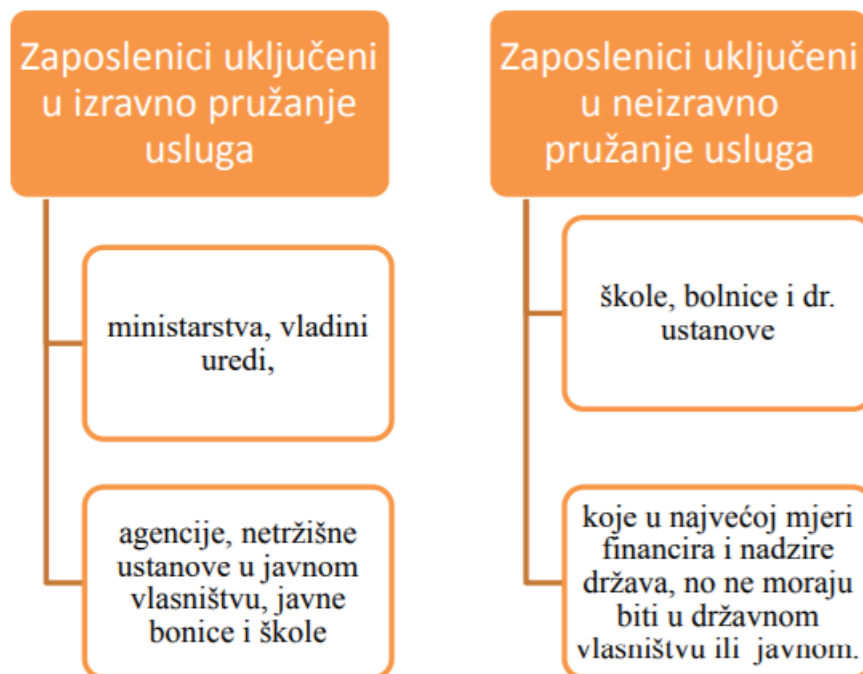 Zaposlenici uključeni
u izravno pružanje
usluga
ministarstva, vladini
uredi,
agencije, netržišne
ustanove u javnom
vlasništvu, javne
bonice i škole
Zaposlenici uključeni
u neizravno
pružanje usluga
škole, bolnice i dr.
ustanove
koje u najvećoj mjeri
financira i nadzire
država, no ne moraju
biti u državnom
vlasništvu ili javnom.